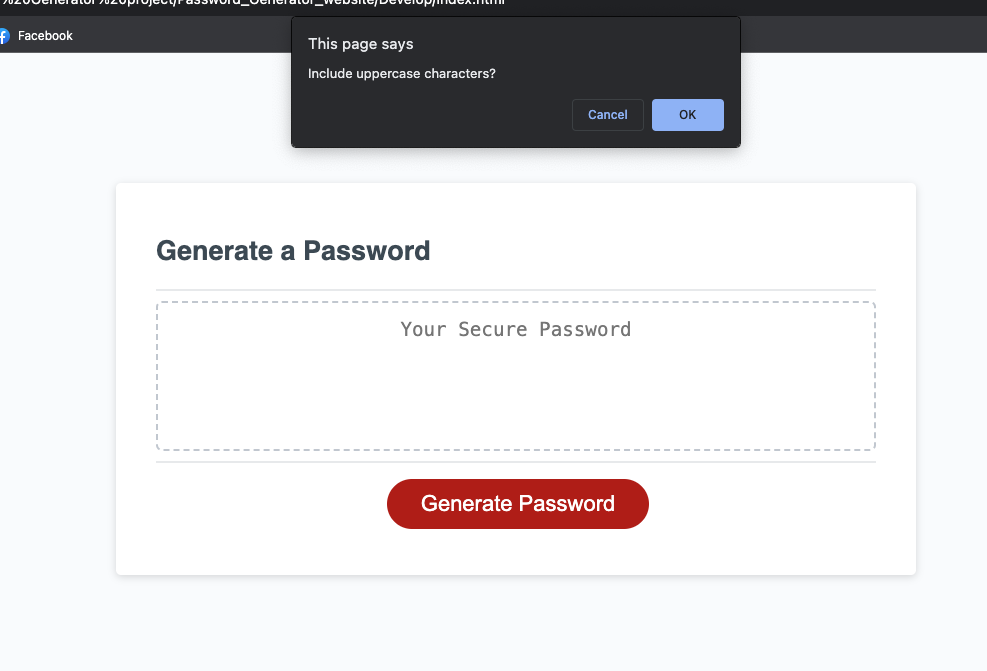 %20Generator%20project/Password_Generator_website/Develop/index.html
Facebook
This page says
Include uppercase characters?
Cancel
OK
Generate a Password
Your Secure Password
Generate Password